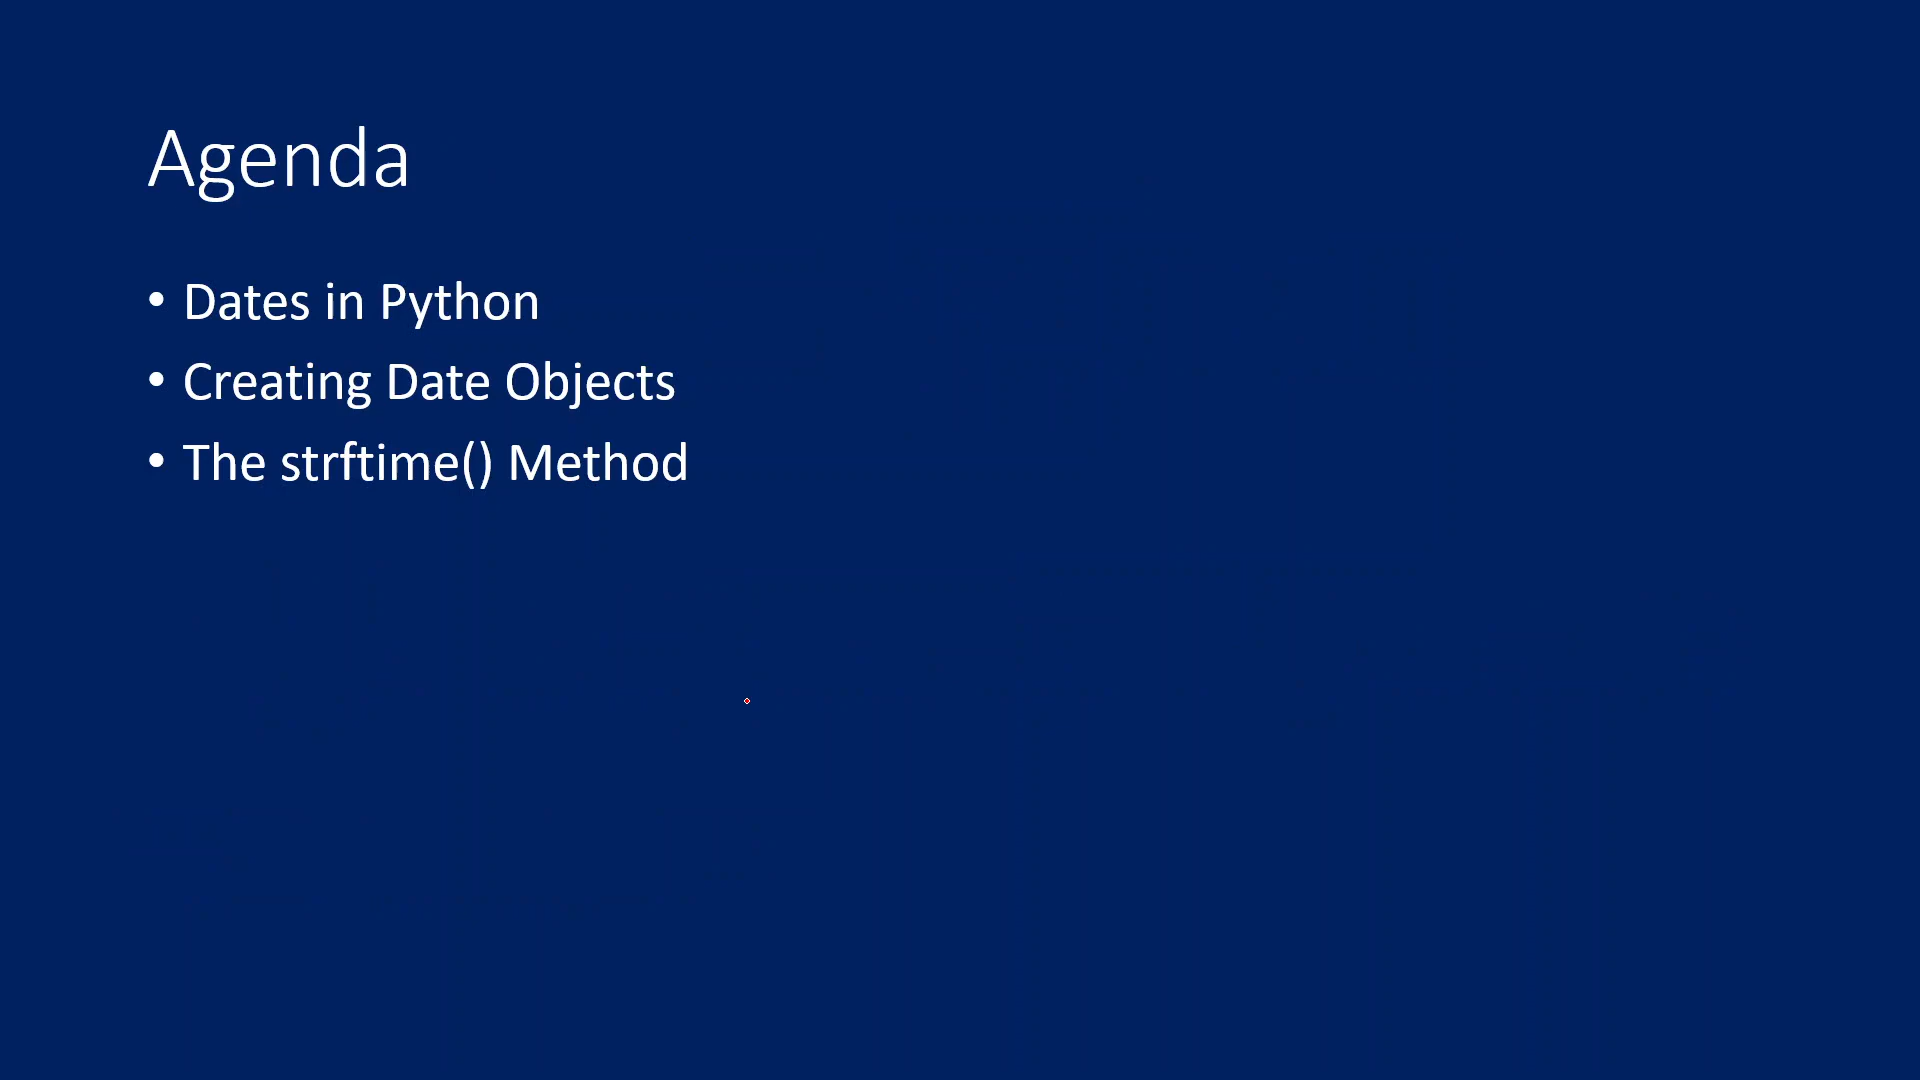 Agenda
• Dates in Python
• Creating Date Objects
• The strftime() Method